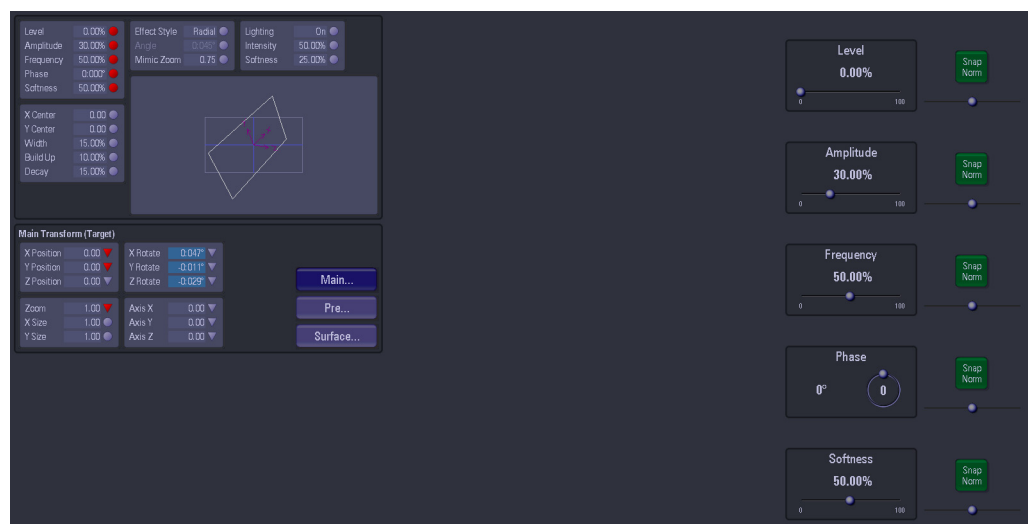 Level 0.00%
Amplitude 30.00%
Frequency 50.00%
Phase 0:000°
Softness 50.00%
Effect Style Radial
Angle 0.045°
Mimic Zoom 0.75
Lighting On
Intensity 50.00%
Softness 25.00%
X Center 0.00
Y Center 0.00
Width 15.00%
Build Up 10.00%
Decay 15.00%
Main Transform (Target)
X Position 0.00
Y Position 0.00
Z Position 0.00
X Rotate 0:047°
Y Rotate -0:011°
Z Rotate -0:029°
Zoom 1.00
X Size 1.00
Y Size 1.00
Axis X 0.00
Axis Y 0.00
Axis Z 0.00
Main...
Pre...
Surface...
Level
0.00%
0 100
Snap
Norm
Amplitude
30.00%
0 100
Snap
Norm
Frequency
50.00%
0 100
Snap
Norm
Phase
0° 0
Snap
Norm
Softness
50.00%
0 100
Snap
Norm